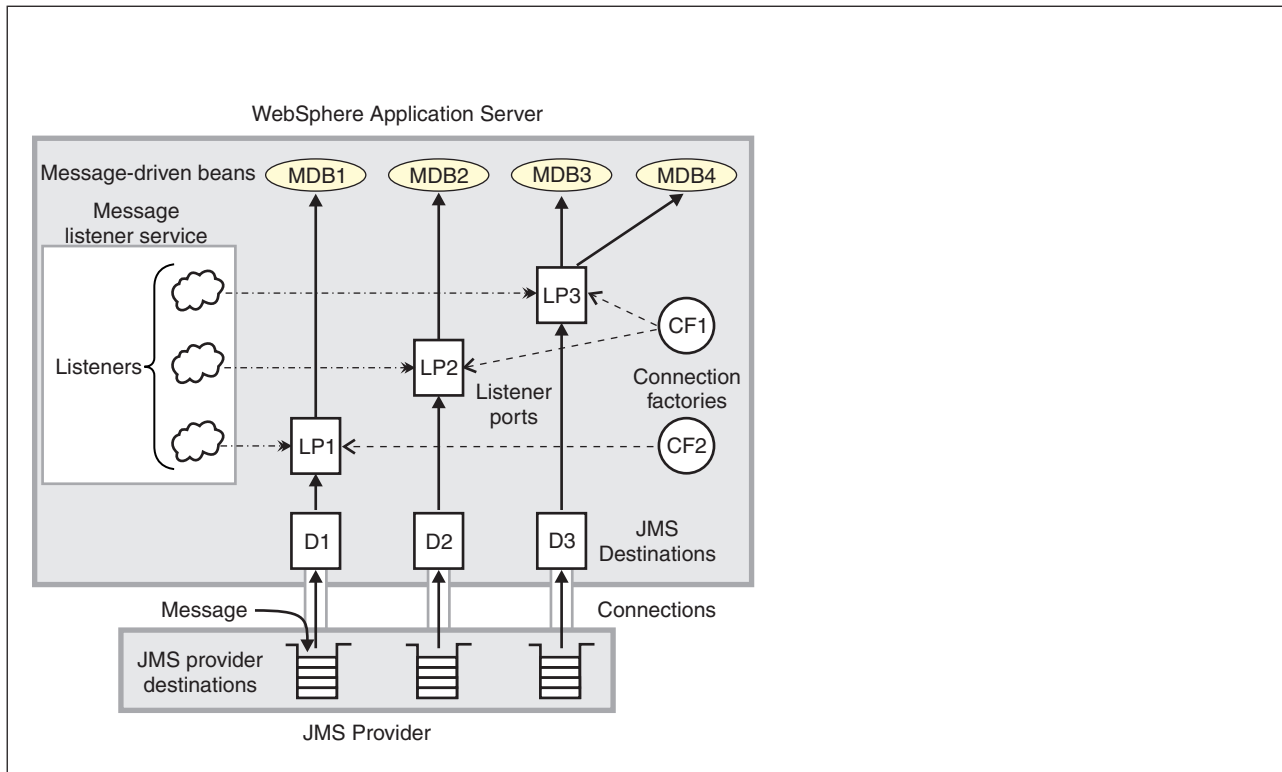 WebSphere Application Server
Message-driven beans
MDB1
MDB2
MDB3
MDB4
Message
listener service
Listeners
LP3
CF1
LP2
Listener
ports
Connection
factories
LP1
CF2
D1
D2
D3
JMS
Destinations
Message
Connections
JMS provider
destinations
JMS Provider